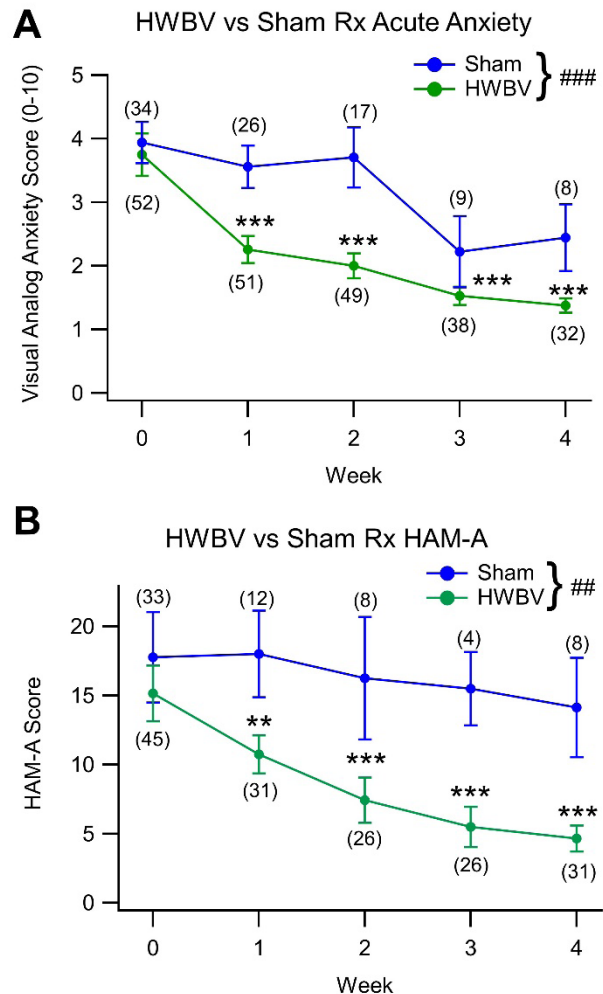 A
HWBV vs Sham Rx Acute Anxiety
Sham
HWBV
} ###
Visual Analog Anxiety Score (0-10)
5
4
3
2
1
0
(34)
(26)
(17)
(9)
(8)
(52)
***
(51)
***
(49)
***
(38)
***
(32)
0 1 2 3 4
Week
B
HWBV vs Sham Rx HAM-A
Sham
HWBV
} ##
HAM-A Score
20
15
10
5
0
(33)
(12)
(8)
(4)
(8)
(45)
**
(31)
***
(26)
***
(26)
***
(31)
0 1 2 3 4
Week